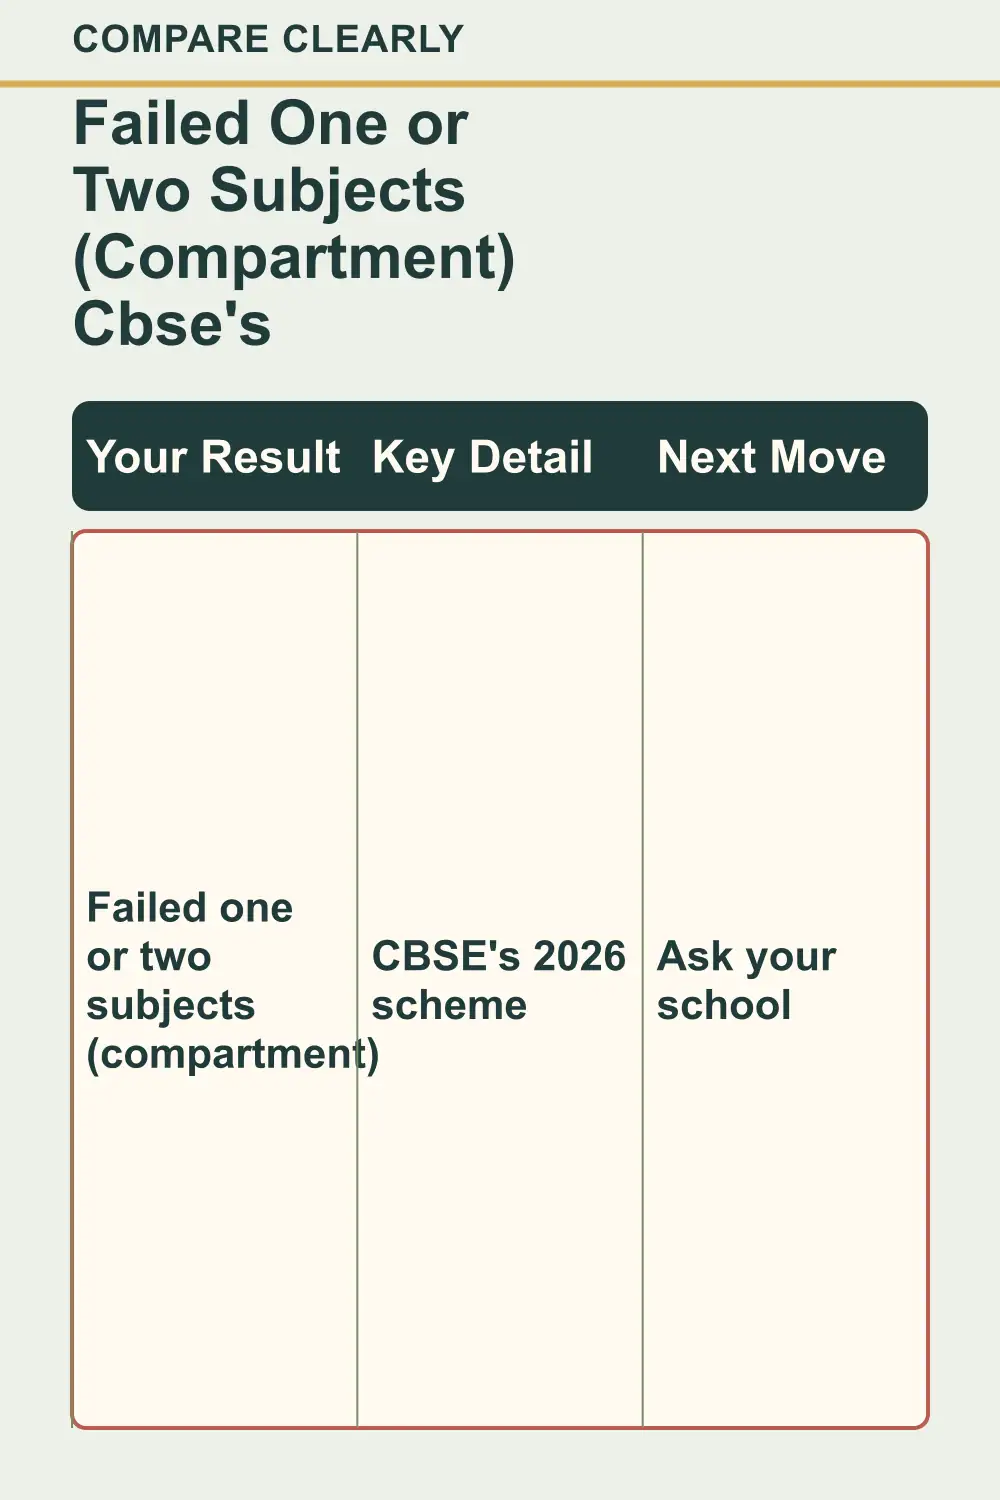 COMPARE CLEARLY
Failed One or
Two Subjects
(Compartment)
Cbse's
Your Result Key Detail Next Move
Failed one
or two
subjects
(compartment)
CBSE's 2026
scheme
Ask your
school